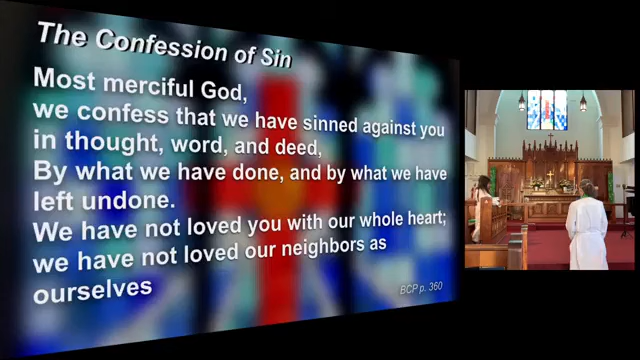 The Confession of Sin
Most merciful God,
we confess that we have sinned against you
in thought, word, and deed,
By what we have done, and by what we have
left undone.
We have not loved you with our whole heart;
we have not loved our neighbors as
ourselves
BCP p. 360